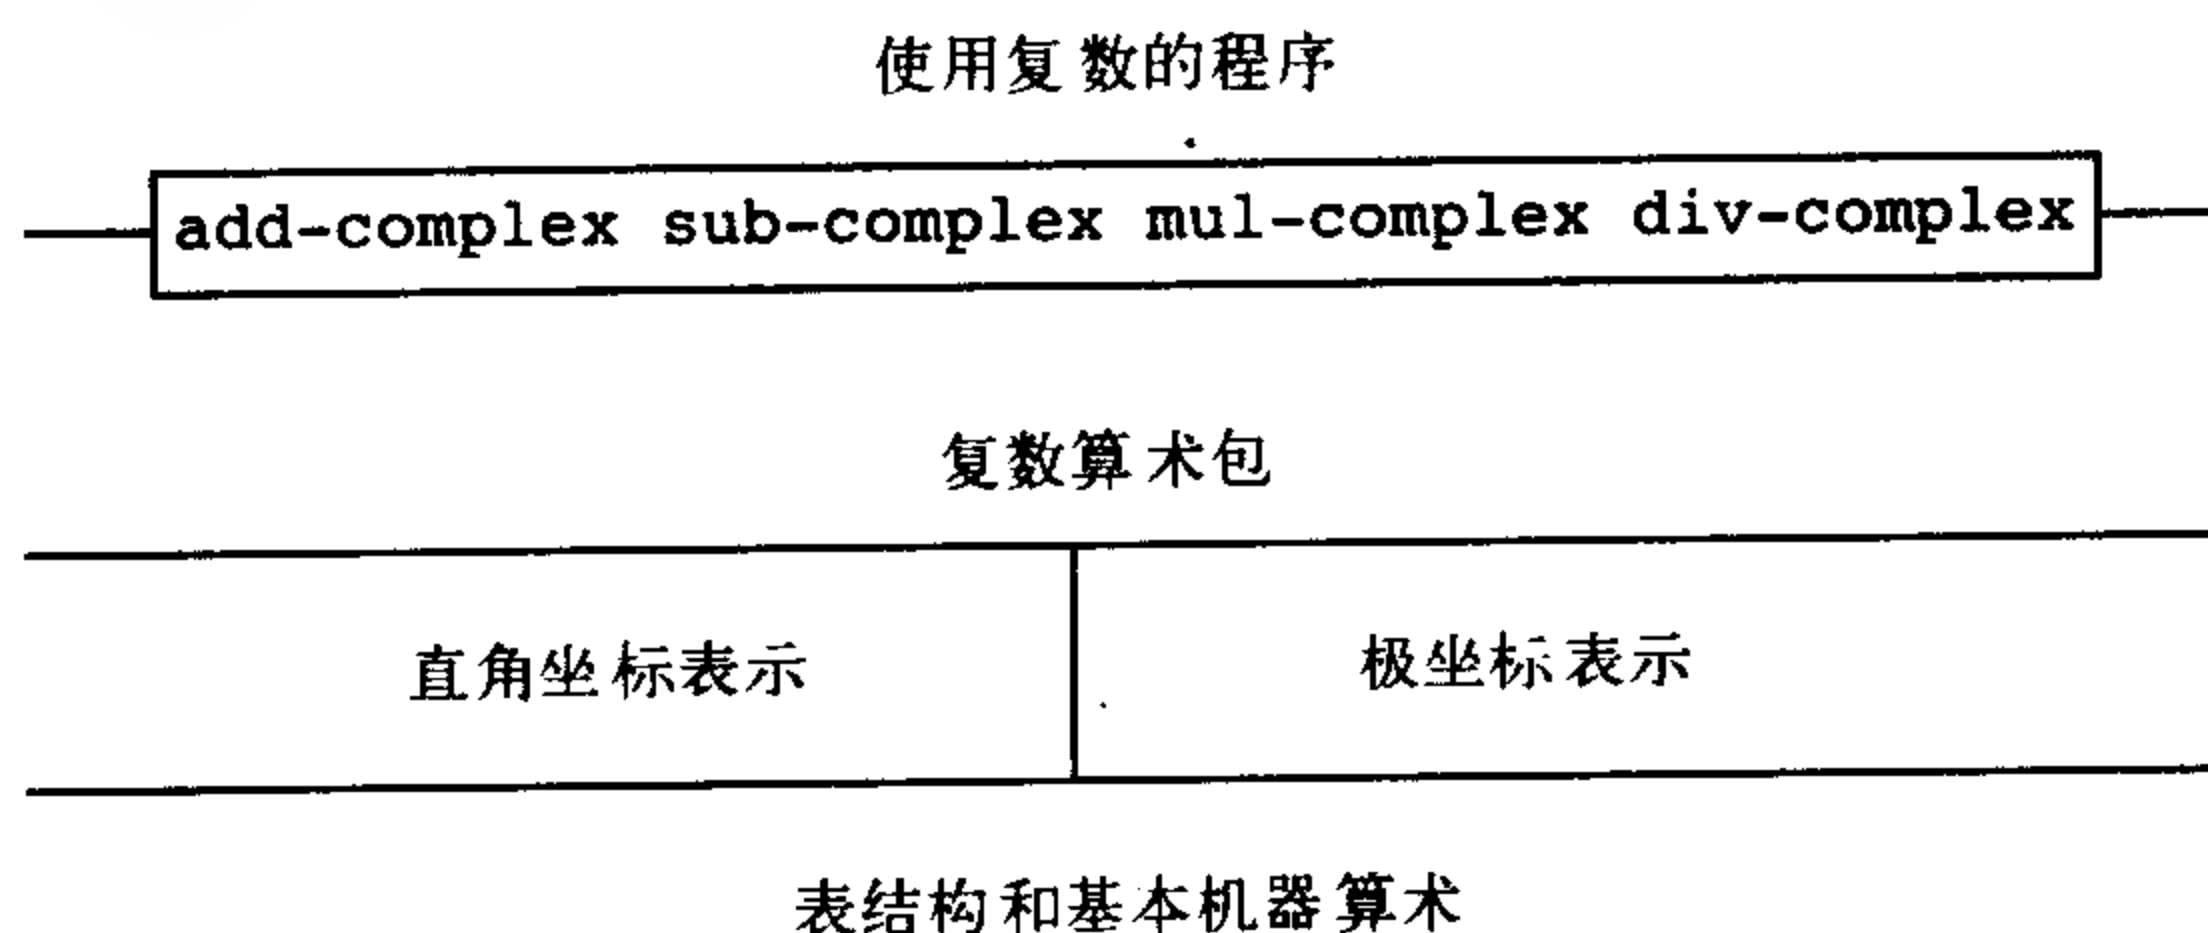 使用复数的程序
add-complex sub-complex mul-complex div-complex
复数算术包
直角坐标表示 极坐标表示
表结构和基本机器算术